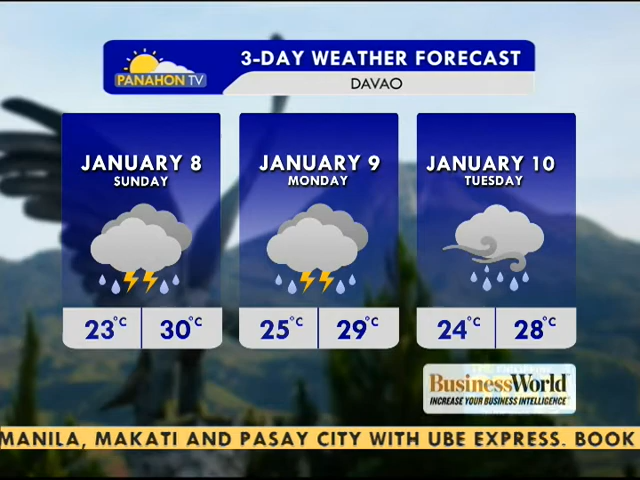 PANAHON TV
3-DAY WEATHER FORECAST
DAVAO
JANUARY 8
SUNDAY
23°C
30°C
JANUARY 9
MONDAY
25°C
29°C
JANUARY 10
TUESDAY
24°C
28°C
BusinessWorld
INCREASE YOUR BUSINESS INTELLIGENCE
MANILA, MAKATI AND PASAY CITY WITH UBE EXPRESS. BOOK